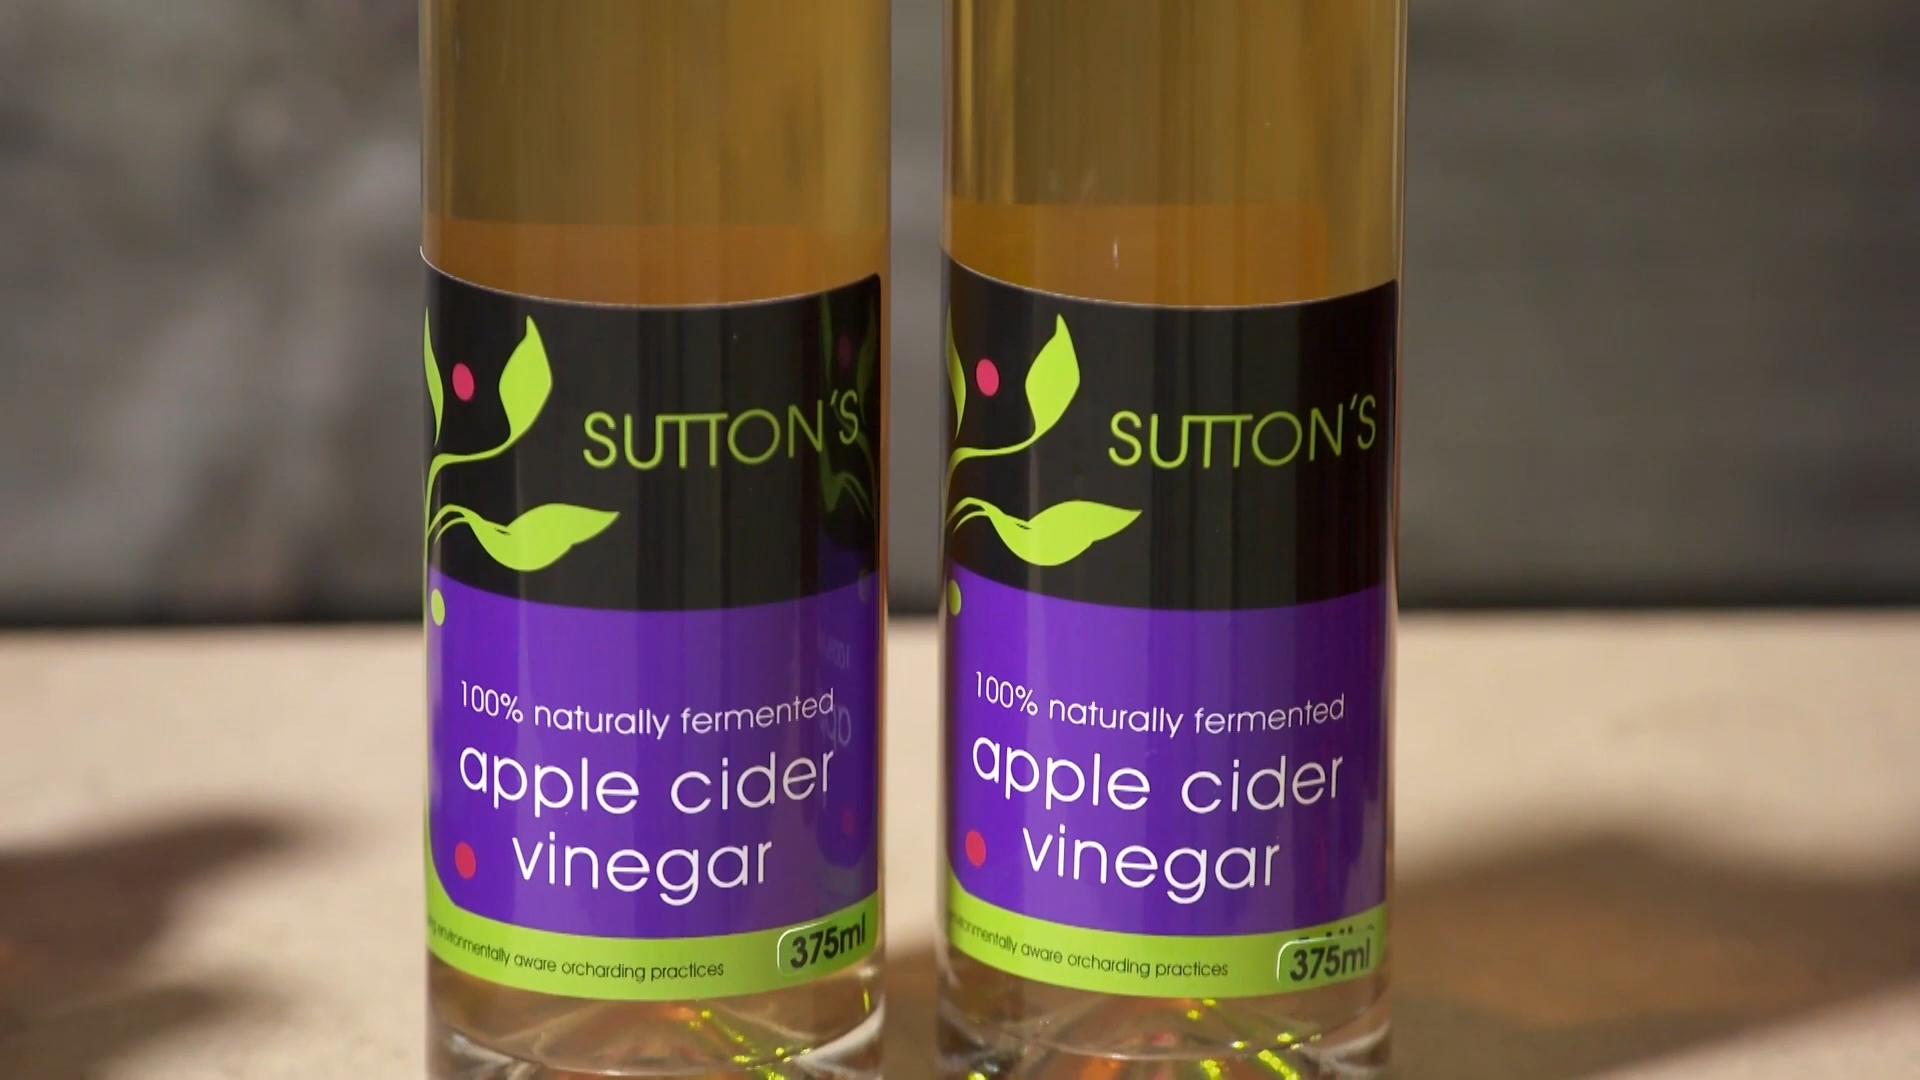 SUTTON'S
100% naturally fermented
apple cider
vinegar
environmentally aware orcharding practices
375ml
SUTTON'S
100% naturally fermented
apple cider
vinegar
aware orcharding practices
375ml